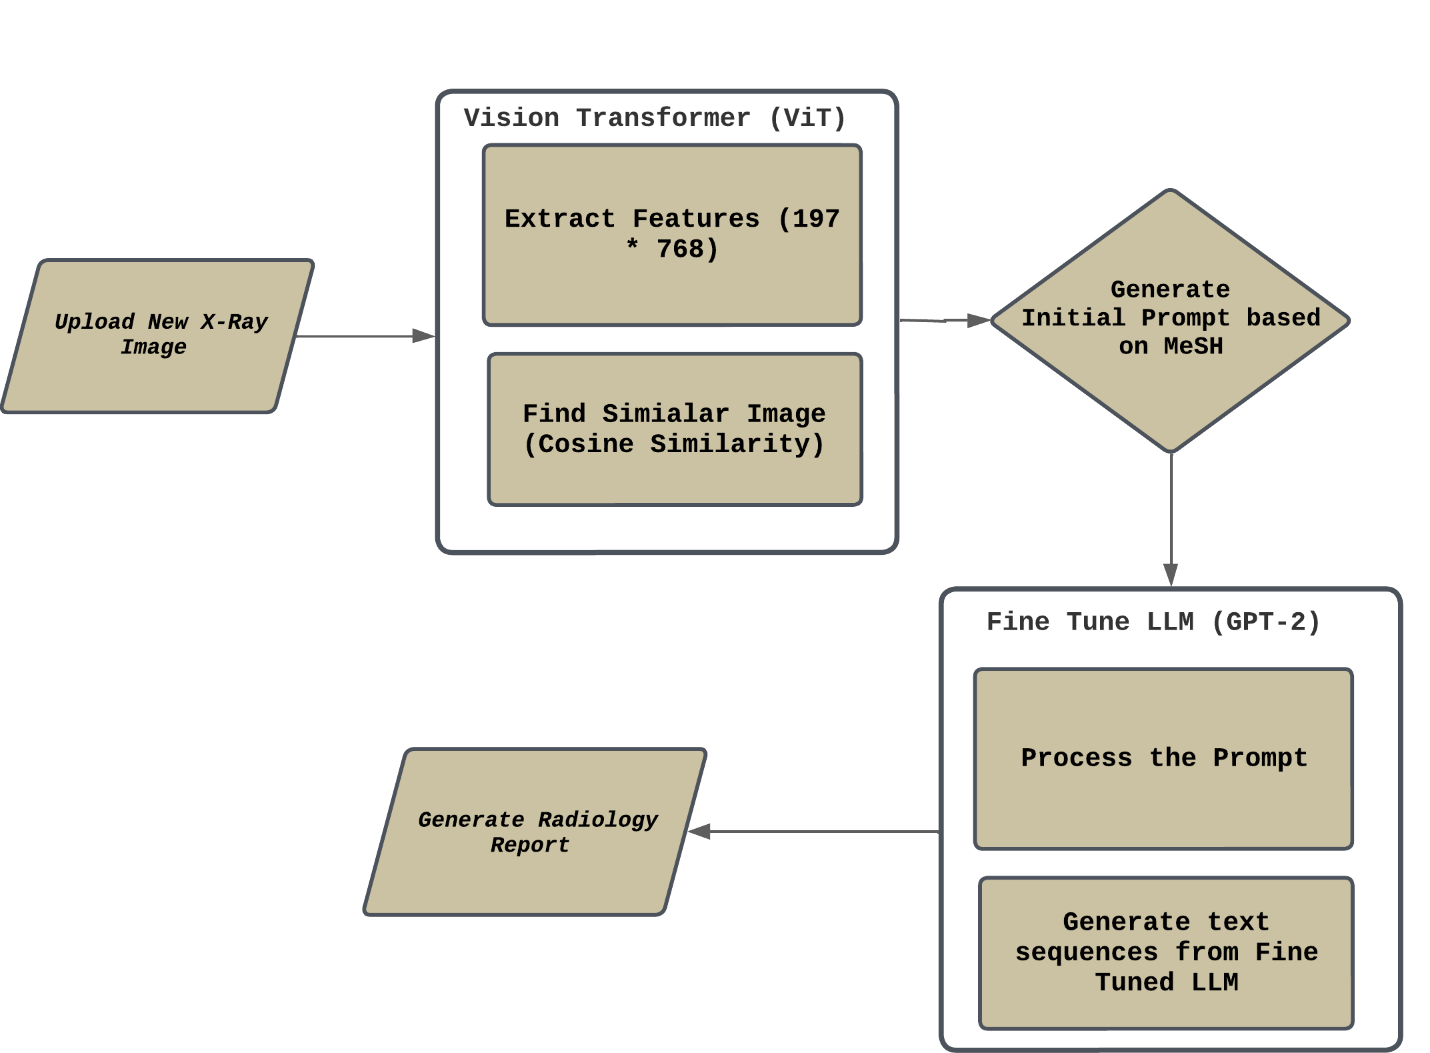 Vision Transformer (ViT)
Extract Features (197
* 768)
Find Simialar Image
(Cosine Similarity)
Upload New X-Ray
Image
Generate
Initial Prompt based
on MeSH
Fine Tune LLM (GPT-2)
Process the Prompt
Generate text
sequences from Fine
Tuned LLM
Generate Radiology
Report